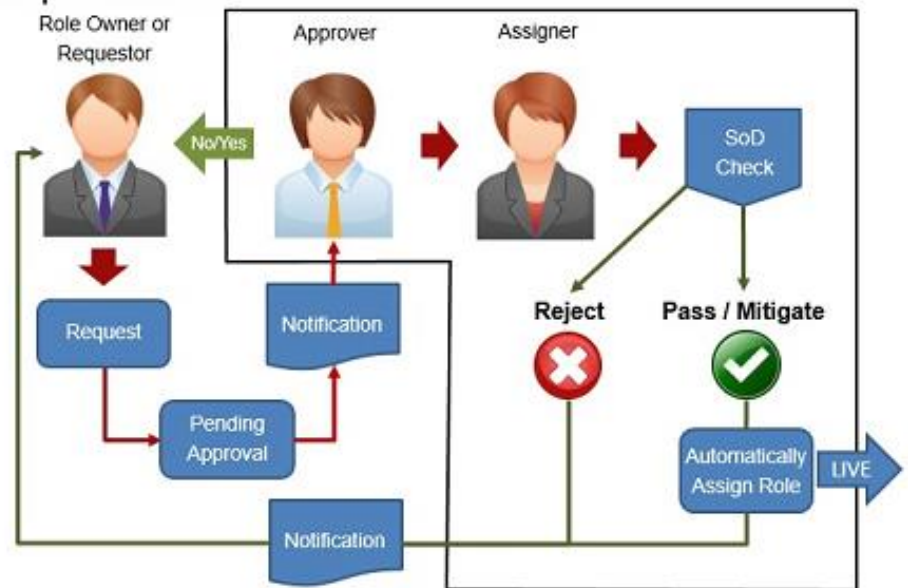 Role Owner or
Requestor
Approver
Assigner
No/Yes
SoD
Check
Request
Notification
Reject
Pass / Mitigate
Pending
Approval
Automatically
Assign Role
LIVE
Notification